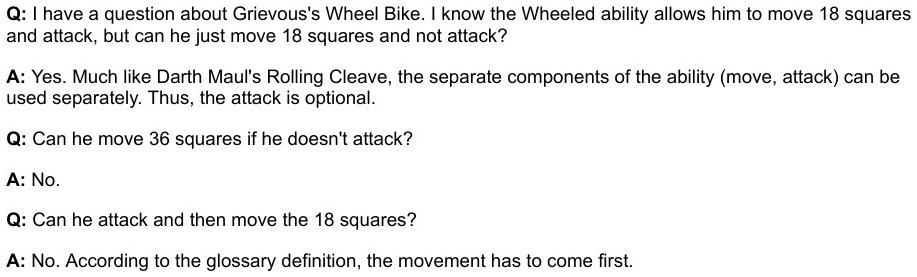 Q: I have a question about Grievous's Wheel Bike. I know the Wheeled ability allows him to move 18 squares
and attack, but can he just move 18 squares and not attack?
A: Yes. Much like Darth Maul's Rolling Cleave, the separate components of the ability (move, attack) can be
used separately. Thus, the attack is optional.
Q: Can he move 36 squares if he doesn't attack?
A: No.
Q: Can he attack and then move the 18 squares?
A: No. According to the glossary definition, the movement has to come first.